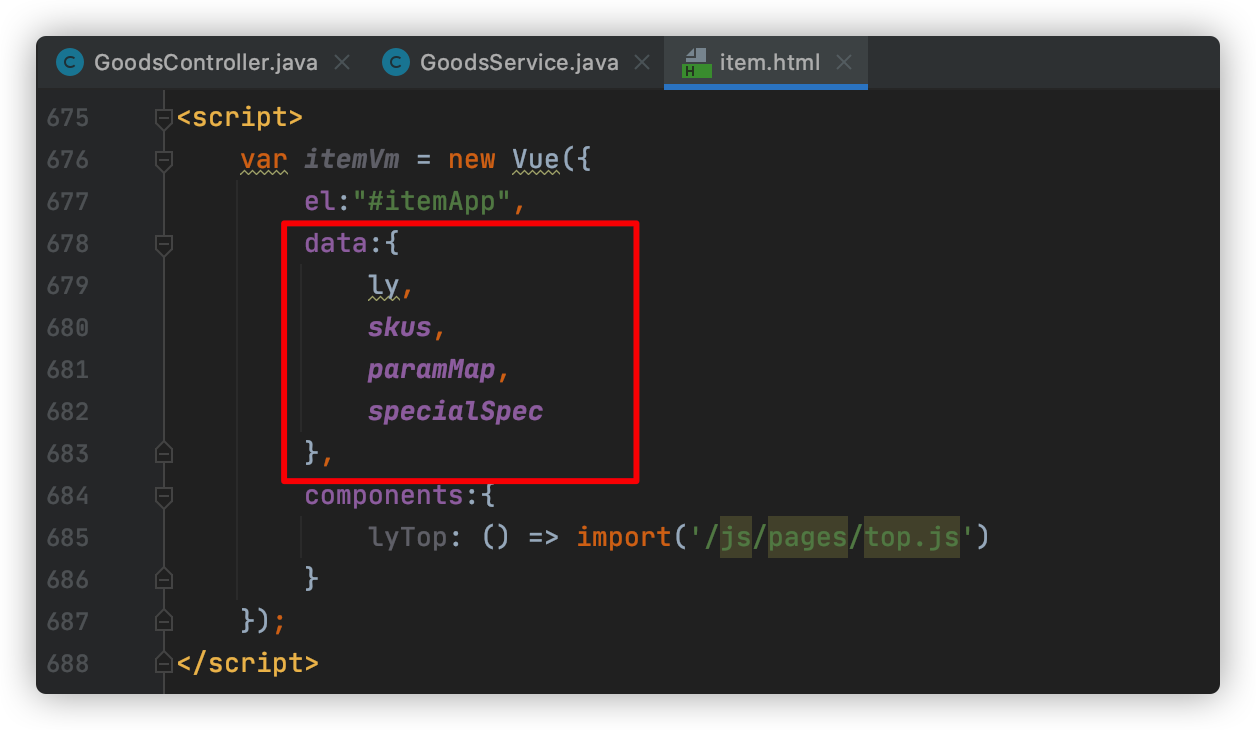 GoodsController.java GoodsService.java item.html
675 <script>
676     var itemVm = new Vue({
677         el:"#itemApp",
678         data:{
679             ly,
680             skus,
681             paramMap,
682             specialSpec
683         },
684         components:{
685             lyTop: () => import('/js/pages/top.js')
686         }
687     });
688 </script>